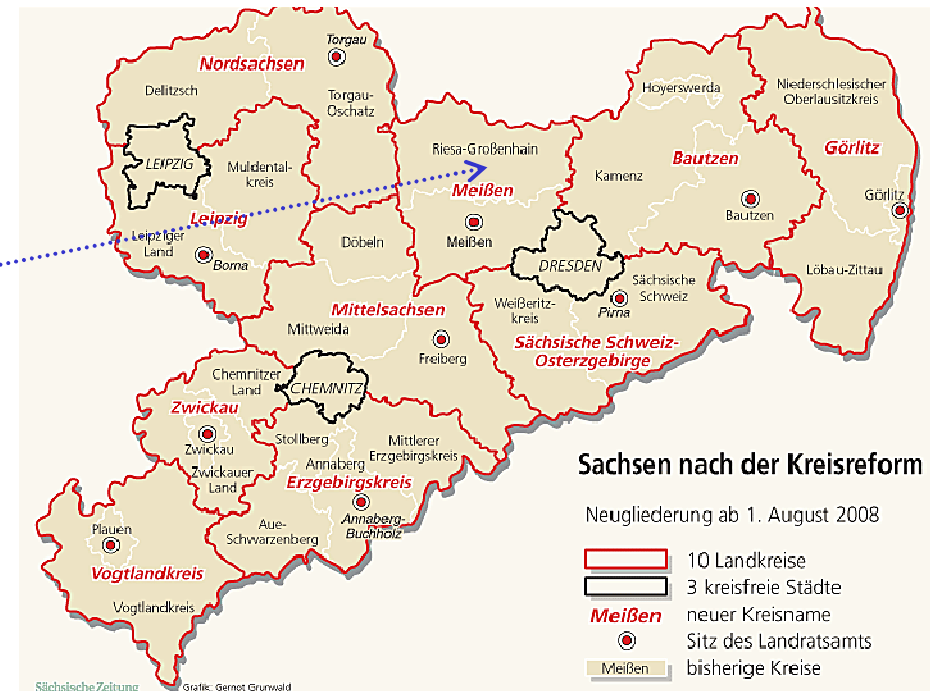 Torgau
Nordsachsen
Delitzsch
Torgau-
Oschatz
LEIPZIG
Muldental-
kreis
Leipzig
Leipziger
Land
Borna
Riesa-Großenhain
Meißen
Meißen
Hoyerswerda
Niederschlesischer
Oberlausitzkreis
Bautzen
Kamenz
Bautzen
Görlitz
Görlitz
Löbau-Zittau
Döbeln
DRESDEN
Sächsische
Schweiz
Weißeritz-
kreis
Pirna
Sächsische Schweiz-
Osterzgebirge
Mittelsachsen
Mittweida
Freiberg
Chemnitzer
Land
CHEMNITZ
Zwickau
Zwickau
Zwickauer
Land
Stollberg
Annaberg
Mittlerer
Erzgebirgskreis
Erzgebirgskreis
Annaberg-
Buchholz
Aue-
Schwarzenberg
Plauen
Vogtlandkreis
Vogtlandkreis
Sachsen nach der Kreisreform
Neugliederung ab 1. August 2008
10 Landkreise
3 kreisfreie Städte
Meißen neuer Kreisname
Sitz des Landratsamts
Meißen bisherige Kreise
Sächsische Zeitung Grafik: Gernot Grunwald